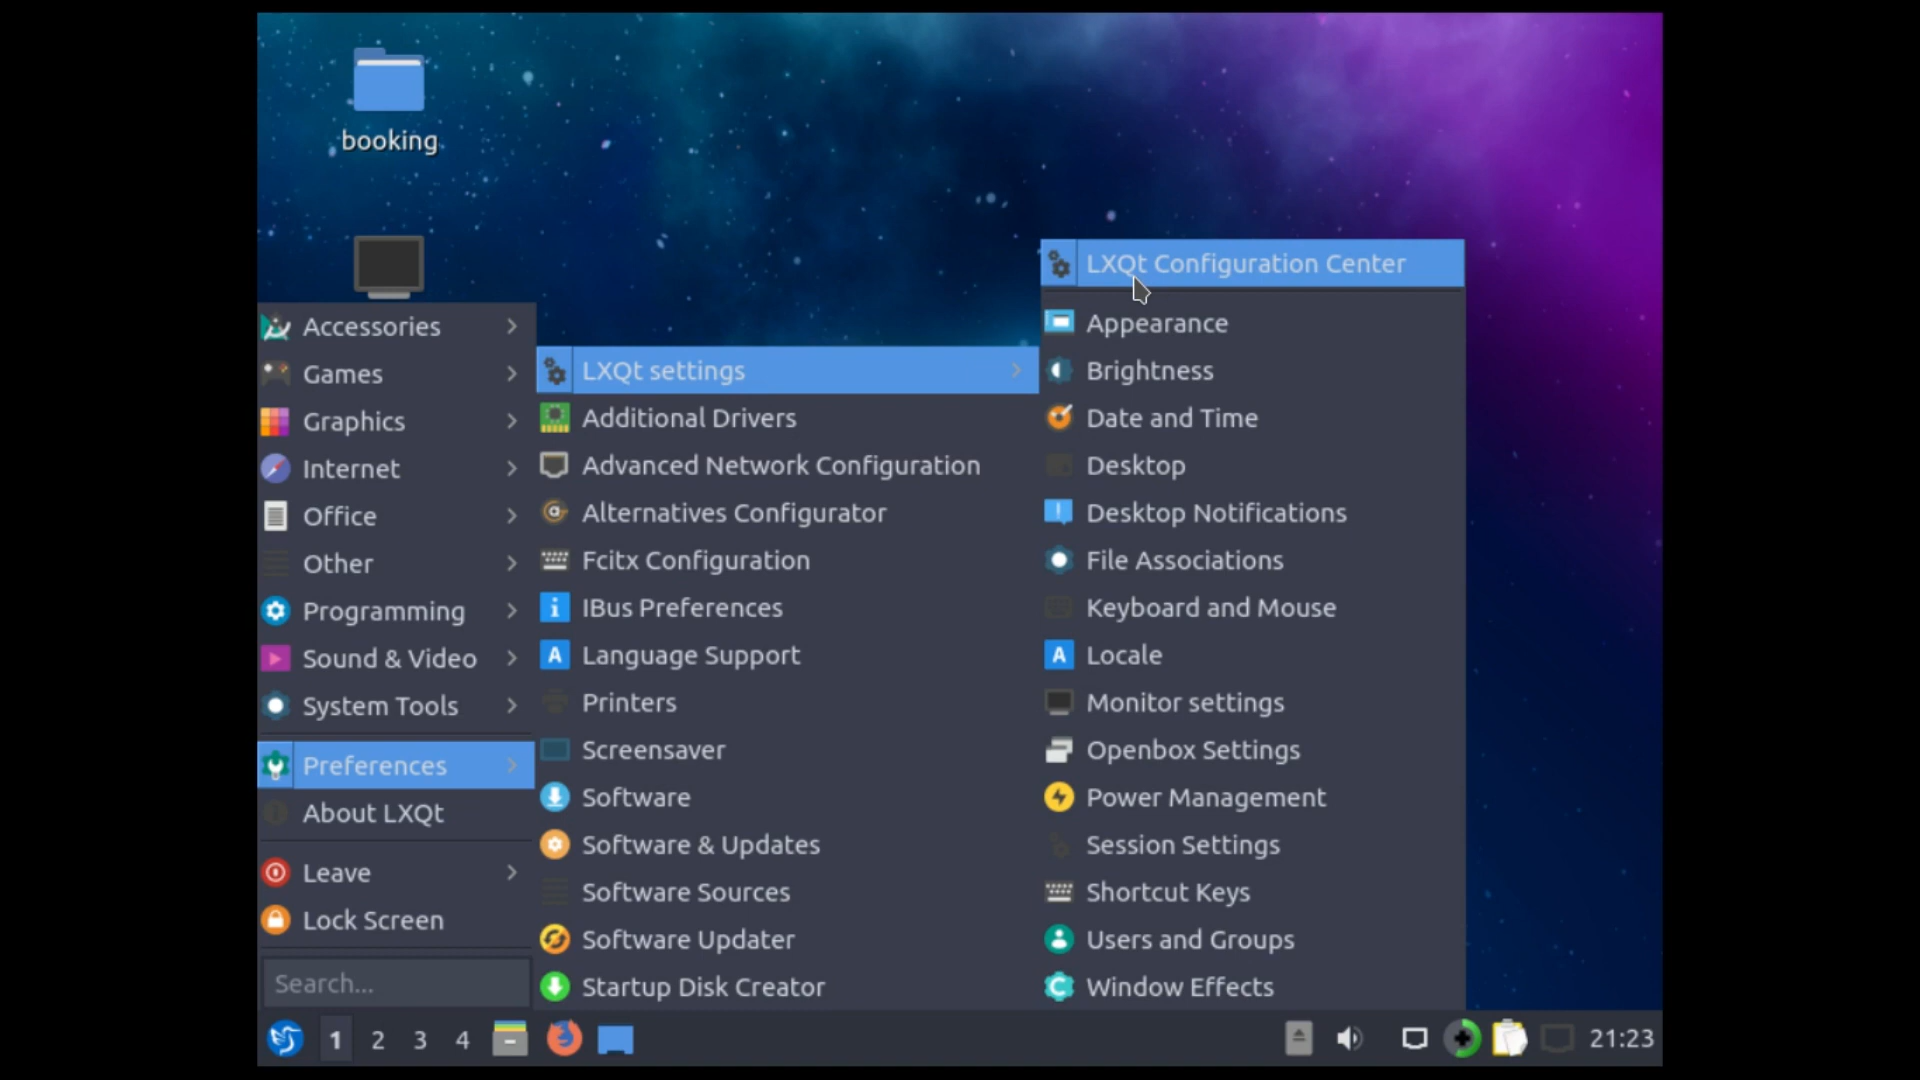 booking
Accessories
Games
Graphics
Internet
Office
Other
Programming
Sound & Video
System Tools
Preferences
About LXQt
Leave
Lock Screen
Search...
LXQt settings
Additional Drivers
Advanced Network Configuration
Alternatives Configurator
Fcitx Configuration
IBus Preferences
Language Support
Printers
Screensaver
Software
Software & Updates
Software Sources
Software Updater
Startup Disk Creator
LXQt Configuration Center
Appearance
Brightness
Date and Time
Desktop
Desktop Notifications
File Associations
Keyboard and Mouse
Locale
Monitor settings
Openbox Settings
Power Management
Session Settings
Shortcut Keys
Users and Groups
Window Effects
1 2 3 4 21:23